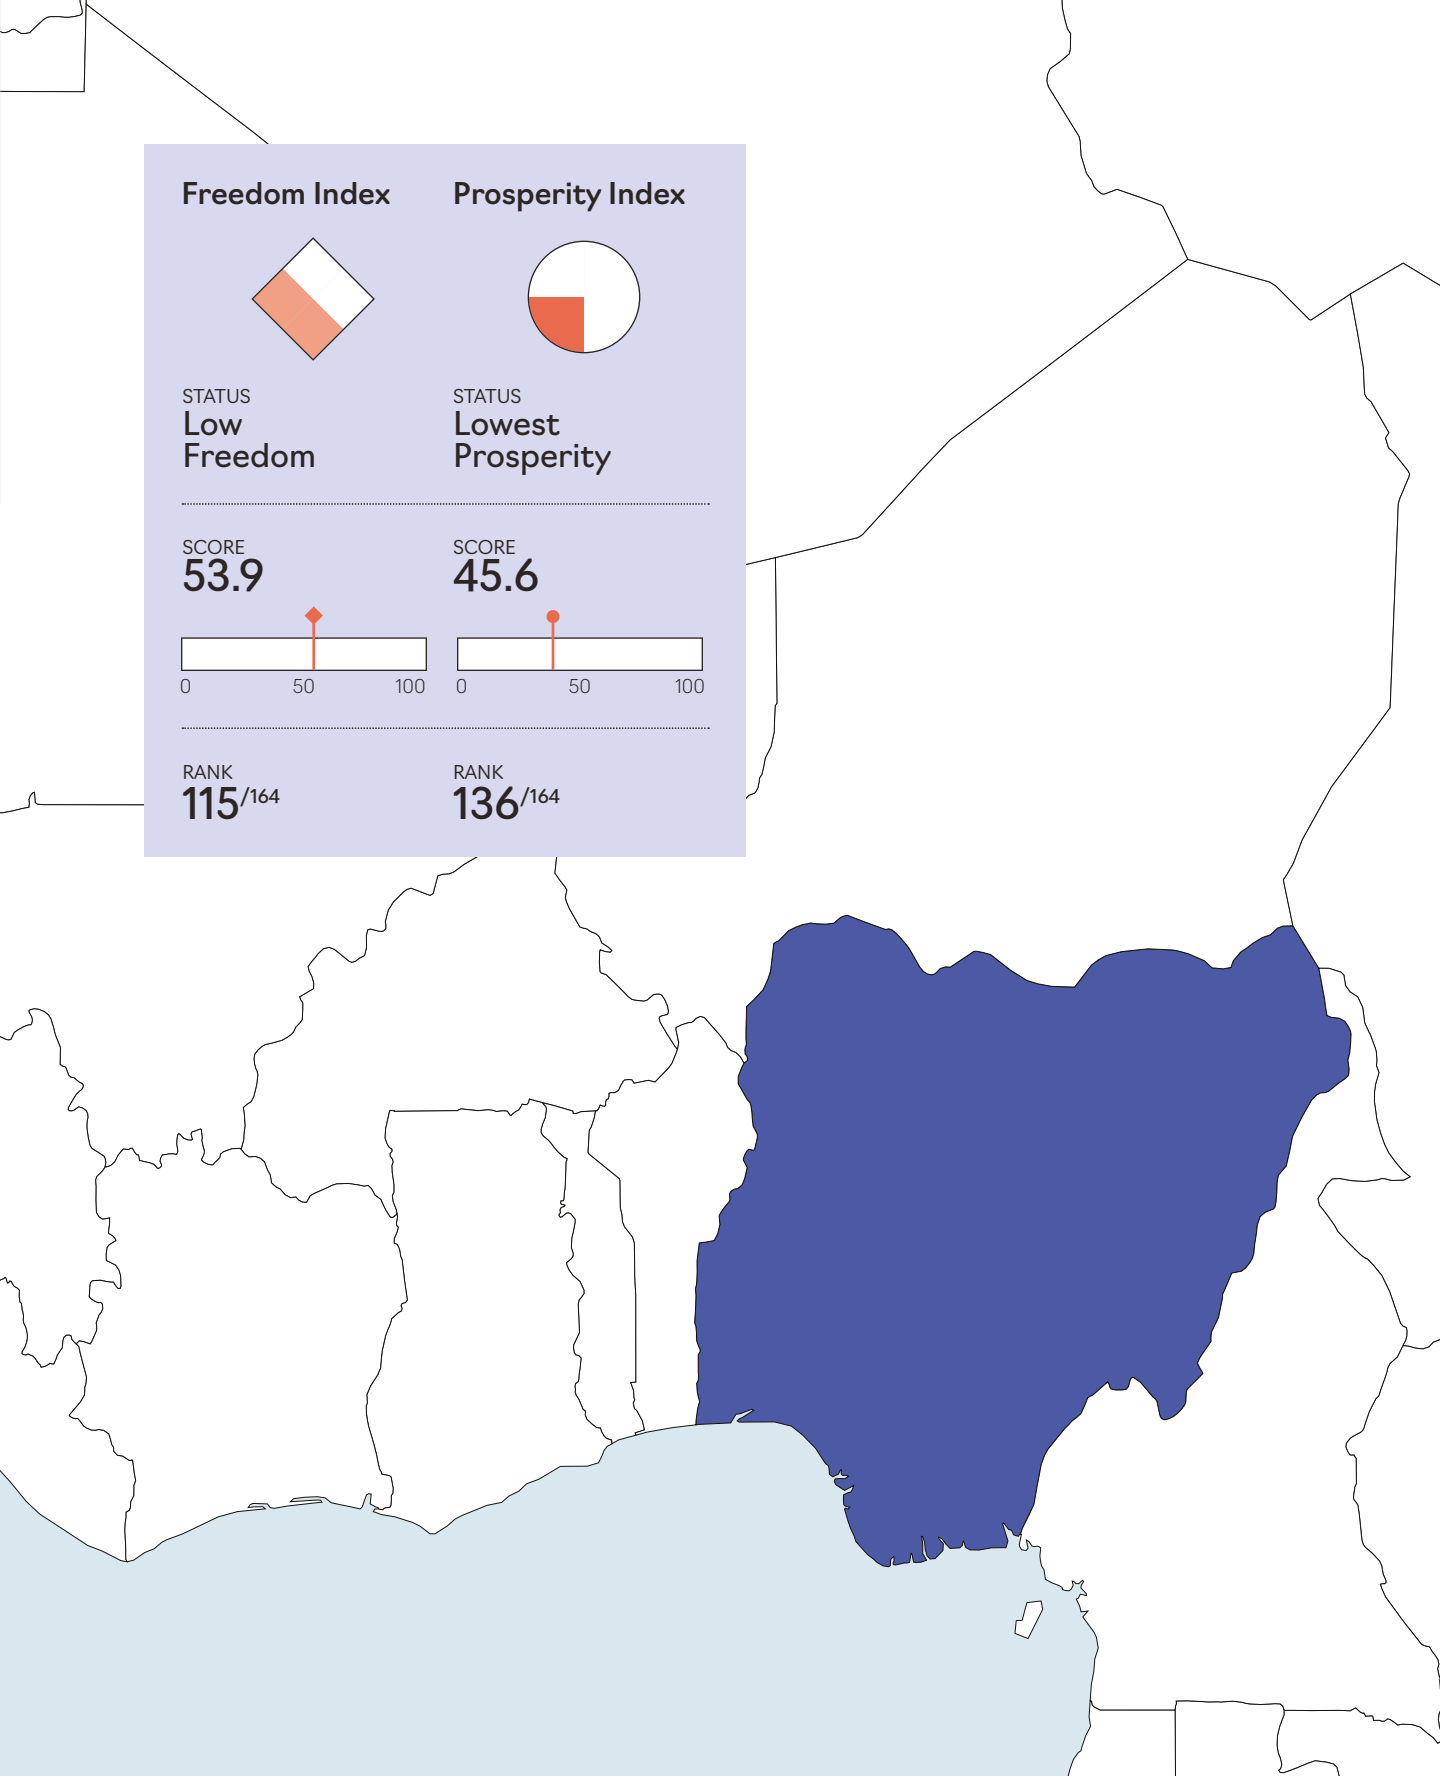 Freedom Index
Prosperity Index
STATUS
Low
Freedom
STATUS
Lowest
Prosperity
SCORE
53.9
SCORE
45.6
0 50 100
0 50 100
RANK
115/164
RANK
136/164